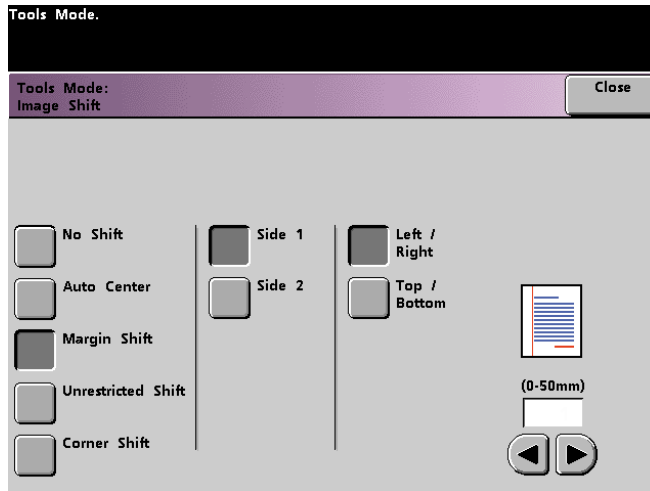 Tools Mode.
Tools Mode:
Image Shift
Close
No Shift
Auto Center
Margin Shift
Unrestricted Shift
Corner Shift
Side 1
Side 2
Left /
Right
Top /
Bottom
(0-50mm)